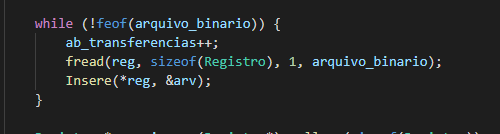 while (!feof(arquivo_binario)) {
ab_transferencias++;
fread(reg, sizeof(Registro), 1, arquivo_binario);
Insere(*reg, &arv);
}